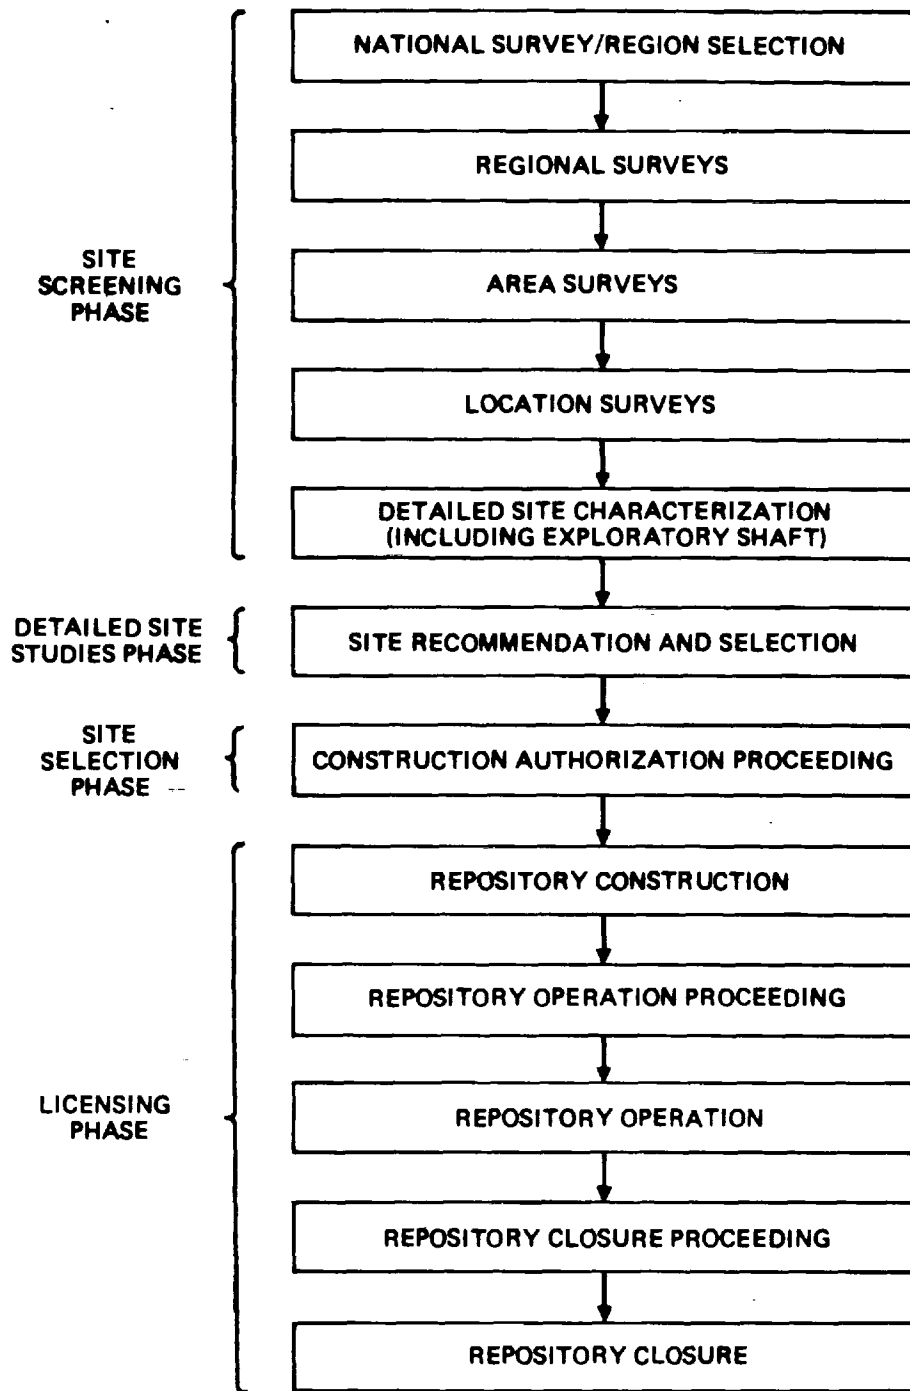 NATIONAL SURVEY/REGION SELECTION
REGIONAL SURVEYS
SITE
SCREENING
PHASE
AREA SURVEYS
LOCATION SURVEYS
DETAILED SITE CHARACTERIZATION
(INCLUDING EXPLORATORY SHAFT)
DETAILED SITE
STUDIES PHASE
SITE RECOMMENDATION AND SELECTION
SITE
SELECTION
PHASE
CONSTRUCTION AUTHORIZATION PROCEEDING
REPOSITORY CONSTRUCTION
REPOSITORY OPERATION PROCEEDING
LICENSING
PHASE
REPOSITORY OPERATION
REPOSITORY CLOSURE PROCEEDING
REPOSITORY CLOSURE